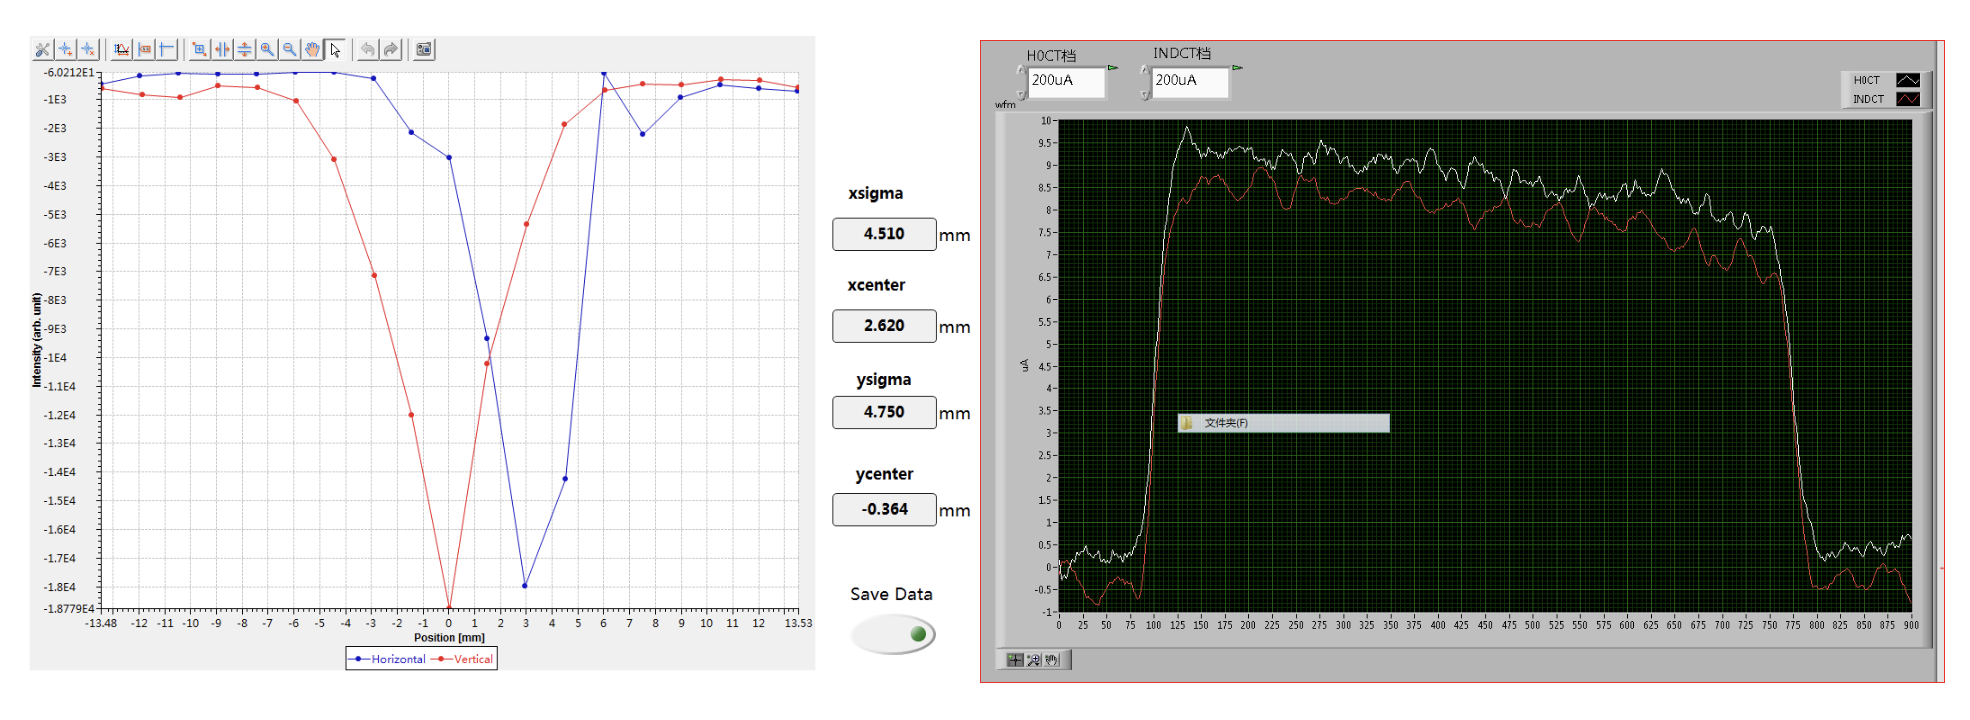 -6.0212E1
-1E3
-2E3
-3E3
-4E3
-5E3
-6E3
-7E3
-8E3
-9E3
-1E4
-1.1E4
-1.2E4
-1.3E4
-1.4E4
-1.5E4
-1.6E4
-1.7E4
-1.8E4
-1.8779E4
Intensity (arb. unit)
-13.48 -12 -11 -10 -9 -8 -7 -6 -5 -4 -3 -2 -1 0 1 2 3 4 5 6 7 8 9 10 11 12 13.53
Position [mm]
Horizontal Vertical
xsigma
4.510 mm
xcenter
2.620 mm
ysigma
4.750 mm
ycenter
-0.364 mm
Save Data
H0CT档 INDCT档
200uA 200uA
wfm
H0CT
INDCT
10
9.5
9
8.5
8
7.5
7
6.5
6
5.5
5
4.5
4
3.5
3
2.5
2
1.5
1
0.5
0
-0.5
-1
uA
文件夹(F)
0 25 50 75 100 125 150 175 200 225 250 275 300 325 350 375 400 425 450 475 500 525 550 575 600 625 650 675 700 725 750 775 800 825 850 875 900